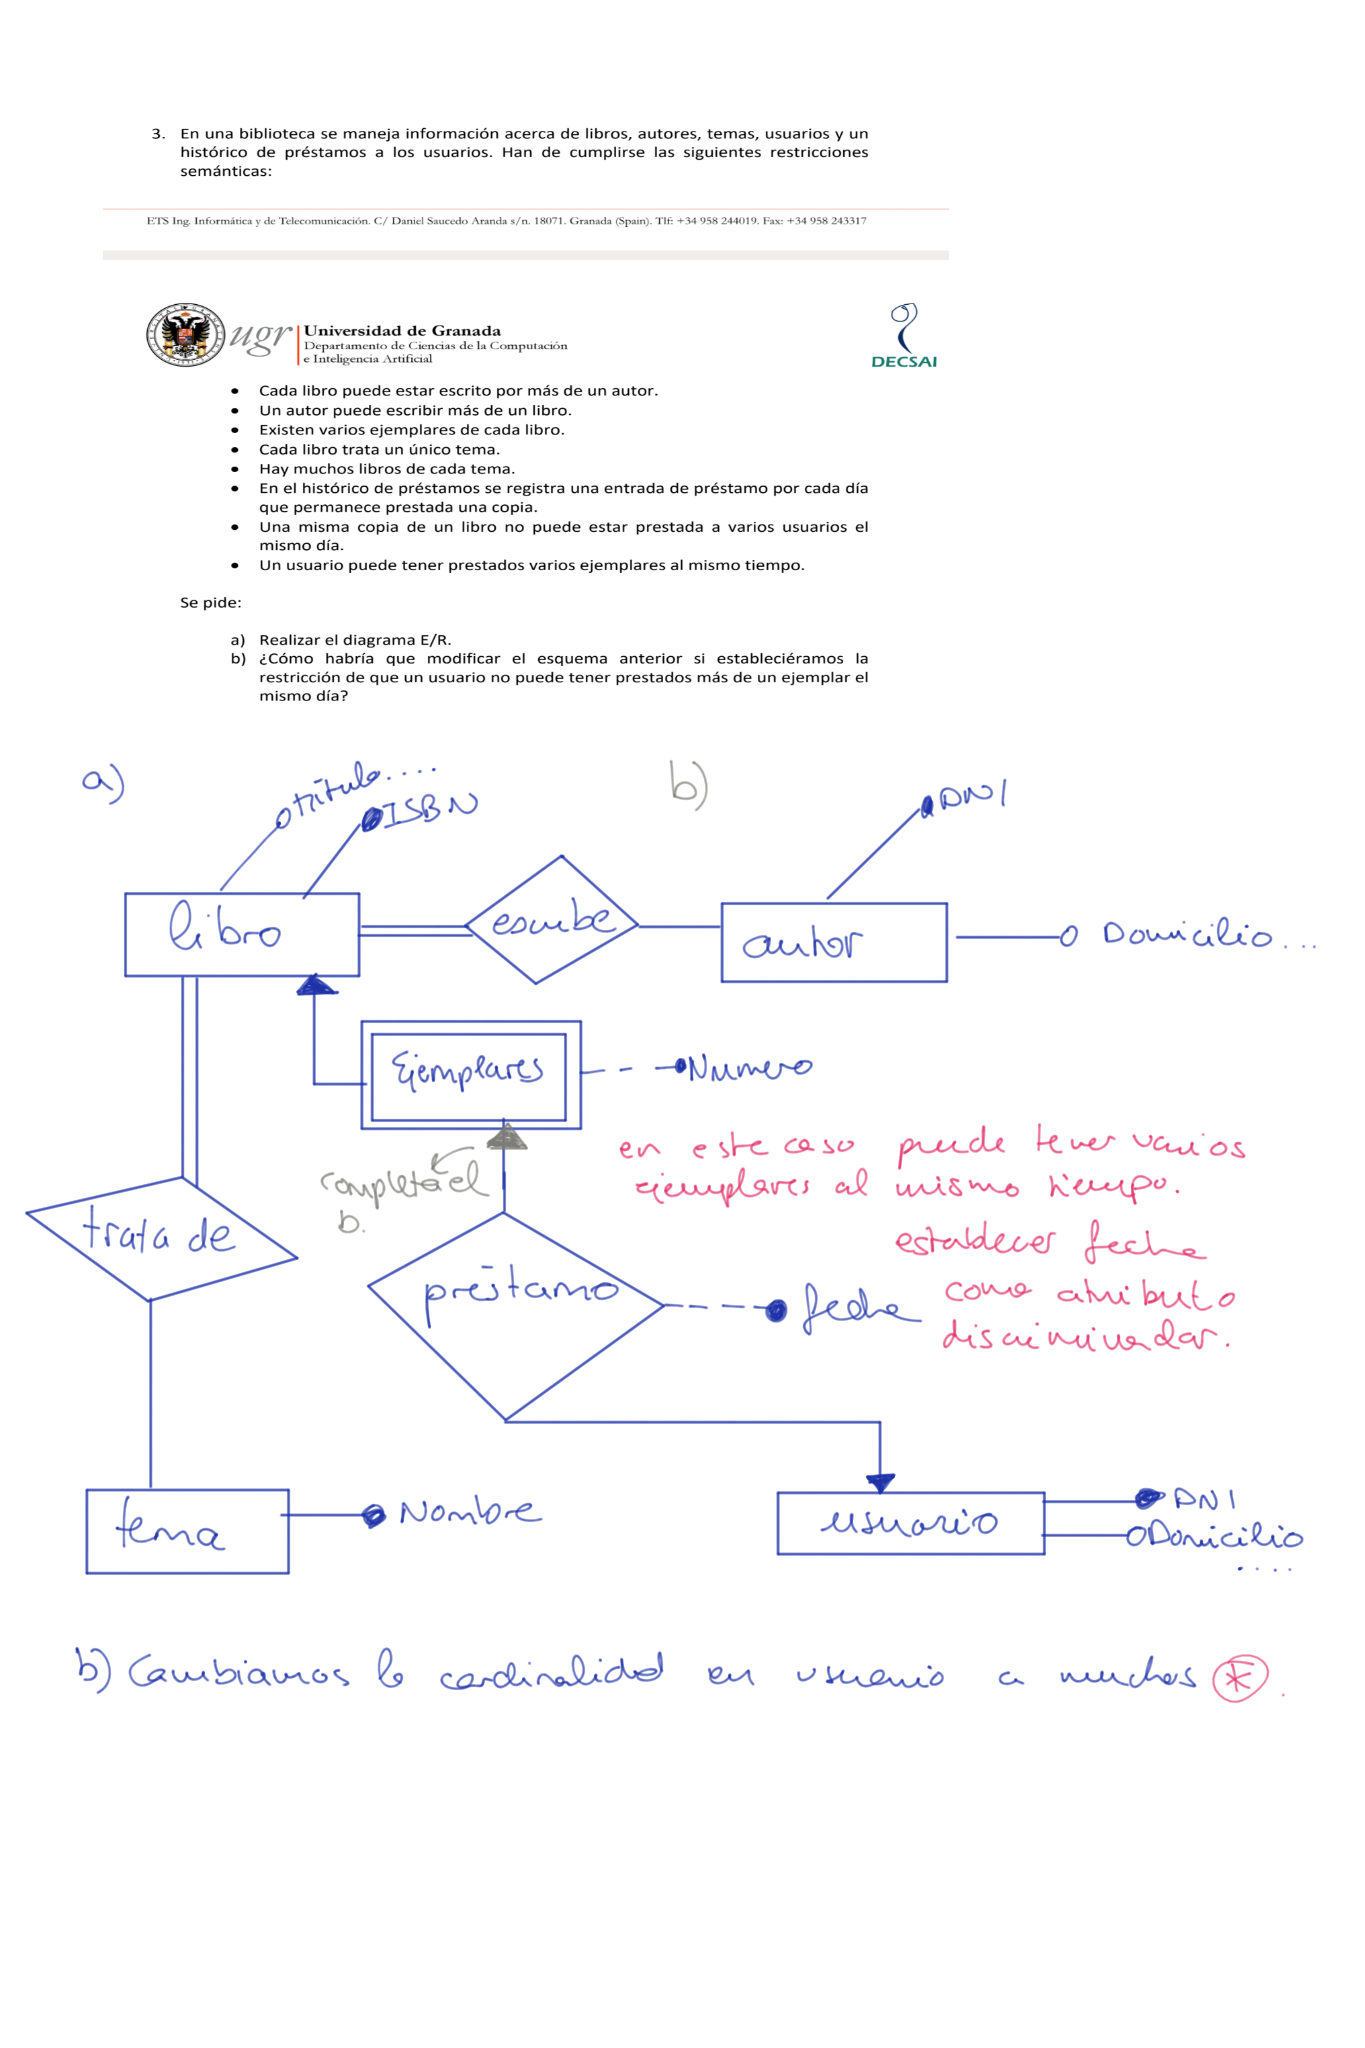 3. En una biblioteca se maneja información acerca de libros, autores, temas, usuarios y un
histórico de préstamos a los usuarios. Han de cumplirse las siguientes restricciones
semánticas:
ETS Ing. Informática y de Telecomunicación. C/ Daniel Saucedo Aranda s/n. 18071. Granada (Spain). Tlf: +34 958 244019. Fax: +34 958 243317
ugr
Universidad de Granada
Departamento de Ciencias de la Computación
e Inteligencia Artificial
DECSAI
• Cada libro puede estar escrito por más de un autor.
• Un autor puede escribir más de un libro.
• Existen varios ejemplares de cada libro.
• Cada libro trata un único tema.
• Hay muchos libros de cada tema.
• En el histórico de préstamos se registra una entrada de préstamo por cada día
que permanece prestada una copia.
• Una misma copia de un libro no puede estar prestada a varios usuarios el
mismo día.
• Un usuario puede tener prestados varios ejemplares al mismo tiempo.
Se pide:
a) Realizar el diagrama E/R.
b) ¿Cómo habría que modificar el esquema anterior si estableciéramos la
restricción de que un usuario no puede tener prestados más de un ejemplar el
mismo día?
a)
título....
ISBN
b)
DNI
libro
escribe
autor
Domicilio...
Ejemplares
Numero
en este caso puede tener varios
ejemplares al mismo tiempo.
completa el
b.
trata de
establecer fecha
como atributo
discriminador.
préstamo
fecha
tema
Nombre
usuario
DNI
Domicilio
....
b) Cambiamos la cardinalidad en usuario a muchos *.